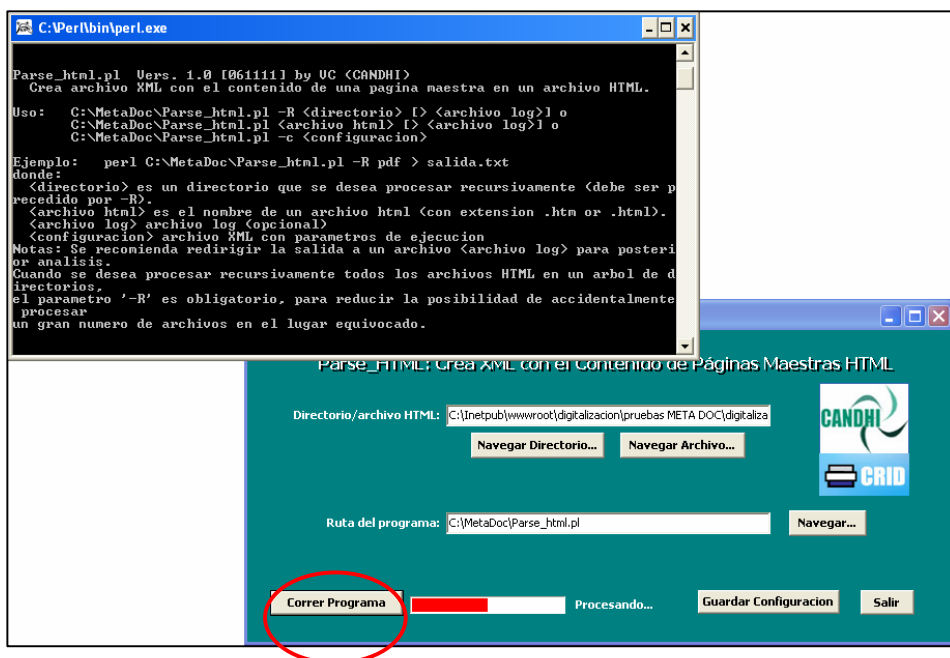 C:\Perl\bin\perl.exe
Parse_html.pl  Vers. 1.0 [061111] by VC (CANDHI)
Crea archivo XML con el contenido de una pagina maestra en un archivo HTML.
Uso:    C:\MetaDoc\Parse_html.pl -R <directorio> [> <archivo log>] o
C:\MetaDoc\Parse_html.pl <archivo html> [> <archivo log>] o
C:\MetaDoc\Parse_html.pl -c <configuracion>
Ejemplo:   perl C:\MetaDoc\Parse_html.pl -R pdf > salida.txt
donde:
<directorio> es un directorio que se desea procesar recursivamente (debe ser p
recedido por -R).
<archivo html> es el nombre de un archivo html (con extension .htm or .html).
<archivo log> archivo log (opcional)
<configuracion> archivo XML con parametros de ejecucion
Notas: Se recomienda redirigir la salida a un archivo <archivo log> para posteri
or analisis.
Cuando se desea procesar recursivamente todos los archivos HTML en un arbol de d
irectorios,
el parametro '-R' es obligatorio, para reducir la posibilidad de accidentalmente
procesar
un gran numero de archivos en el lugar equivocado.
Parse_HTML: Crea XML con el Contenido de Páginas Maestras HTML
Directorio/archivo HTML: C:\Inetpub\wwwroot\digitalizacion\pruebas META DOC\digitaliza
CANDHI
Navegar Directorio... Navegar Archivo...
CRID
Ruta del programa: C:\MetaDoc\Parse_html.pl Navegar...
Correr Programa Procesando... Guardar Configuracion Salir